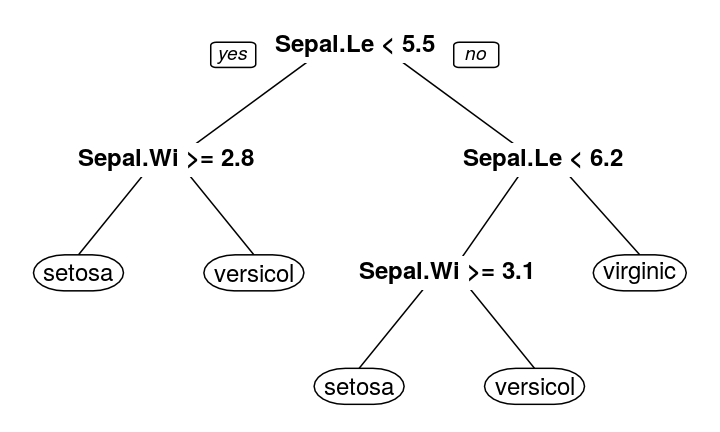 yes Sepal.Le < 5.5 no
Sepal.Wi >= 2.8 Sepal.Le < 6.2
setosa versicol Sepal.Wi >= 3.1 virginic
setosa versicol